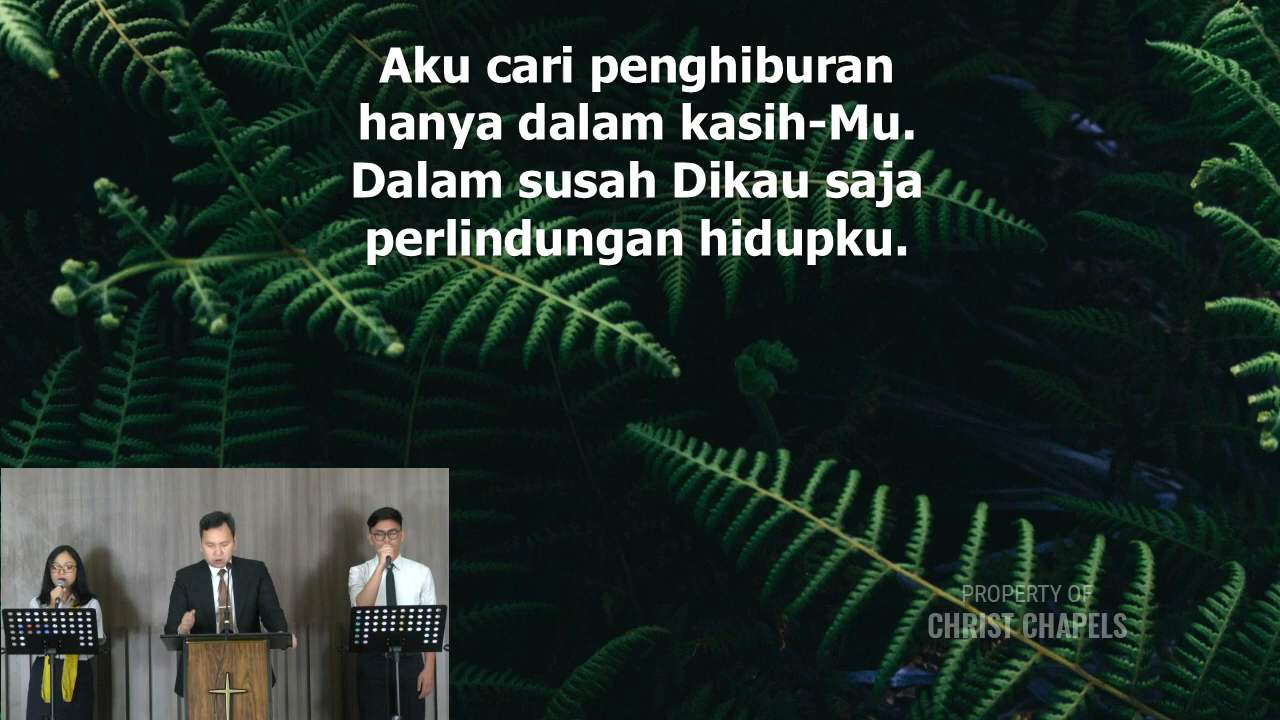 Aku cari penghiburan
hanya dalam kasih-Mu.
Dalam susah Dikau saja
perlindungan hidupku.
PROPERTY OF
CHRIST CHAPELS